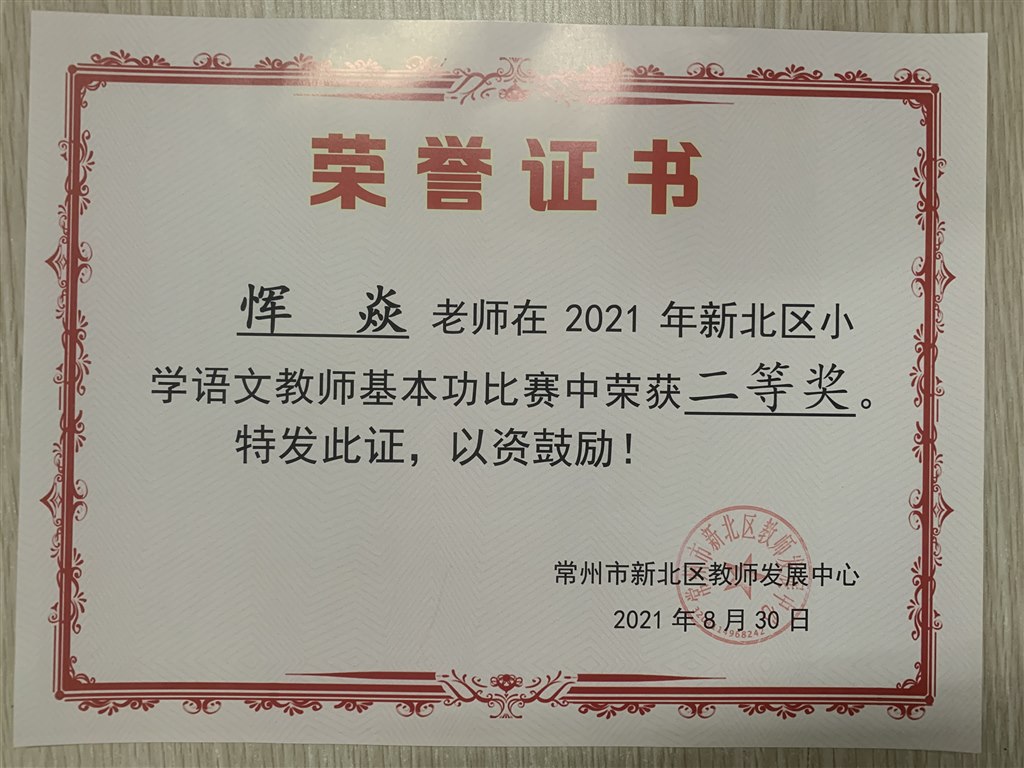 荣誉证书
恽 焱 老师在 2021 年新北区小
学语文教师基本功比赛中荣获二等奖。
特发此证，以资鼓励！
常州市新北区教师发展中心
2021 年 8 月 30 日